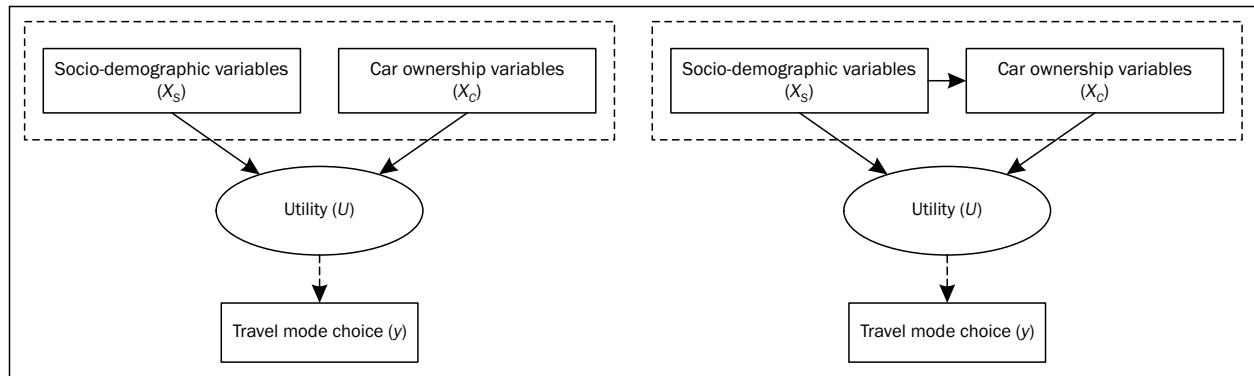 Socio-demographic variables
(X_S)
Car ownership variables
(X_C)
Utility (U)
Travel mode choice (y)
Socio-demographic variables
(X_S)
Car ownership variables
(X_C)
Utility (U)
Travel mode choice (y)